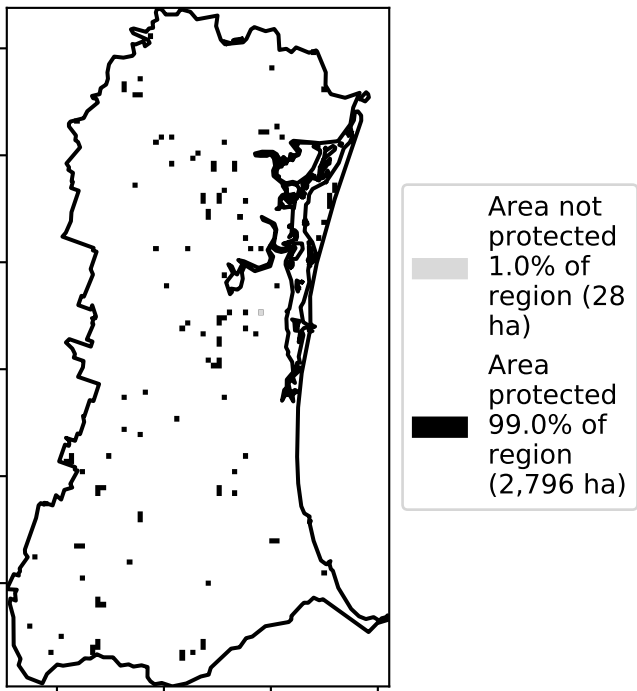 Area not
protected
1.0% of
region (28
ha)
Area
protected
99.0% of
region
(2,796 ha)